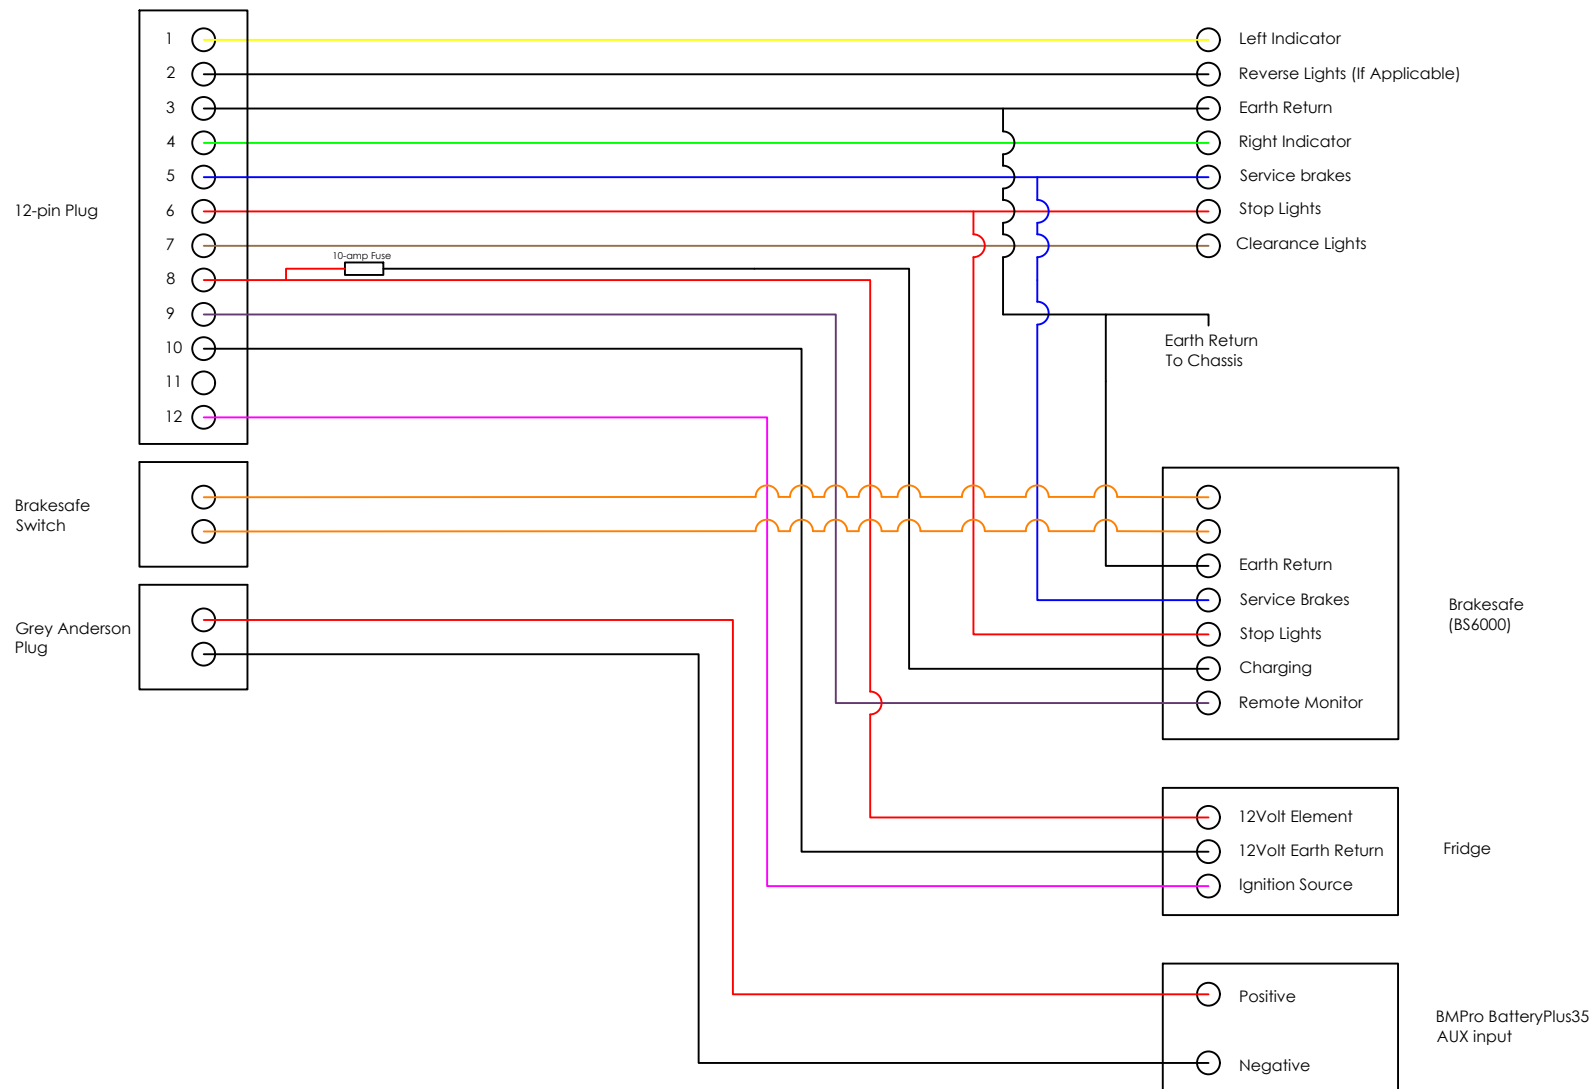 1
Left Indicator
2
Reverse Lights (If Applicable)
3
Earth Return
4
Right Indicator
5
Service brakes
12-pin Plug
6
Stop Lights
7
Clearance Lights
10-amp Fuse
8
9
10
Earth Return
To Chassis
11
12
Brakesafe
Switch
Earth Return
Service Brakes
Stop Lights
Charging
Remote Monitor
Brakesafe
(BS6000)
Grey Anderson
Plug
12Volt Element
12Volt Earth Return
Ignition Source
Fridge
Positive
Negative
BMPro BatteryPlus35
AUX input